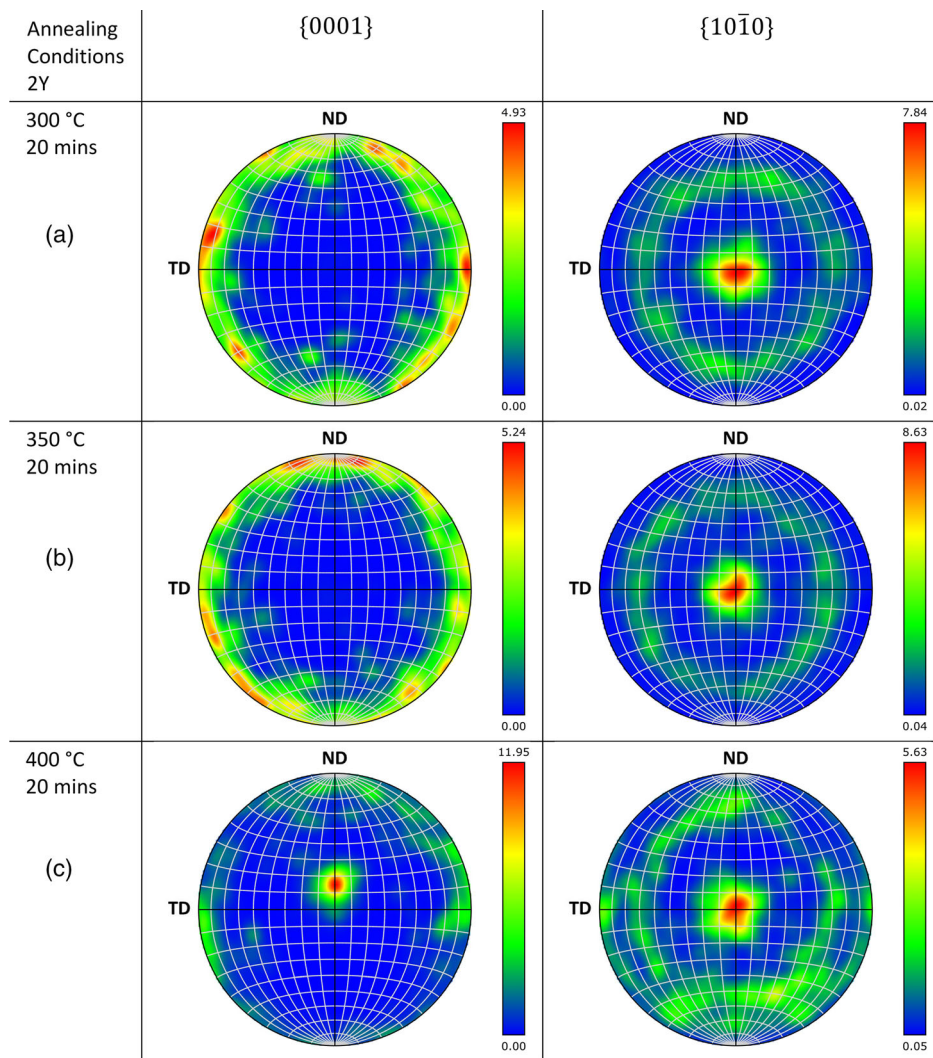 Annealing
Conditions
2Y
{0001}
{101̅0}
300 °C
20 mins
(a)
ND
TD
4.93
0.00
ND
TD
7.84
0.02
350 °C
20 mins
(b)
ND
TD
5.24
0.00
ND
TD
8.63
0.04
400 °C
20 mins
(c)
ND
TD
11.95
0.00
ND
TD
5.63
0.05